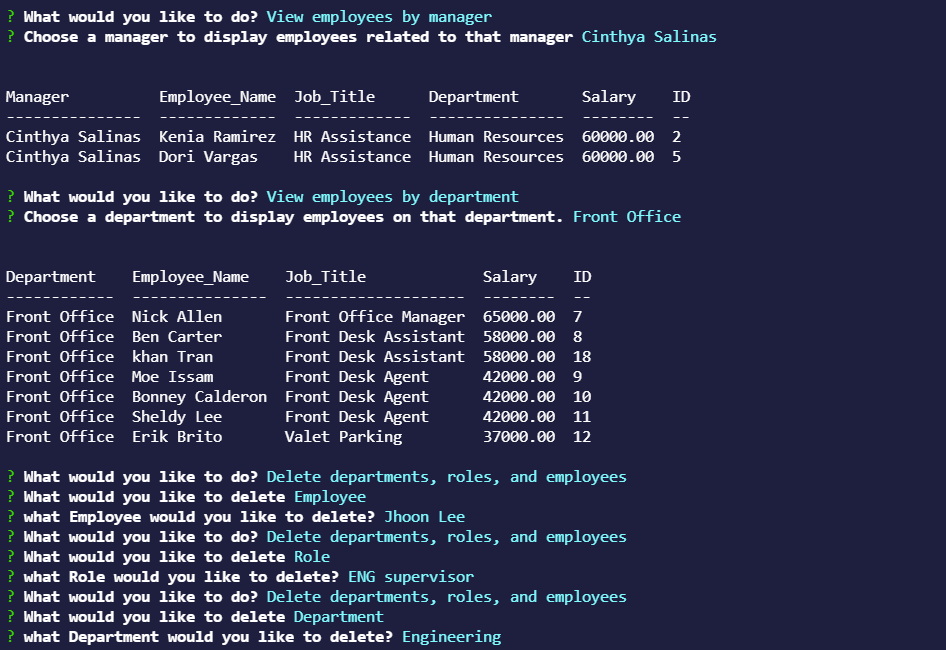 ? What would you like to do? View employees by manager
? Choose a manager to display employees related to that manager Cinthya Salinas
Manager          Employee_Name  Job_Title      Department       Salary    ID
---------------  -------------  -------------  ---------------  --------  --
Cinthya Salinas  Kenia Ramirez  HR Assistance  Human Resources  60000.00  2
Cinthya Salinas  Dori Vargas    HR Assistance  Human Resources  60000.00  5
? What would you like to do? View employees by department
? Choose a department to display employees on that department. Front Office
Department    Employee_Name    Job_Title             Salary    ID
------------  ---------------  --------------------  --------  --
Front Office  Nick Allen       Front Office Manager  65000.00  7
Front Office  Ben Carter       Front Desk Assistant  58000.00  8
Front Office  khan Tran        Front Desk Assistant  58000.00  18
Front Office  Moe Issam        Front Desk Agent      42000.00  9
Front Office  Bonney Calderon  Front Desk Agent      42000.00  10
Front Office  Sheldy Lee       Front Desk Agent      42000.00  11
Front Office  Erik Brito       Valet Parking         37000.00  12
? What would you like to do? Delete departments, roles, and employees
? What would you like to delete Employee
? what Employee would you like to delete? Jhoon Lee
? What would you like to do? Delete departments, roles, and employees
? What would you like to delete Role
? what Role would you like to delete? ENG supervisor
? What would you like to do? Delete departments, roles, and employees
? What would you like to delete Department
? what Department would you like to delete? Engineering